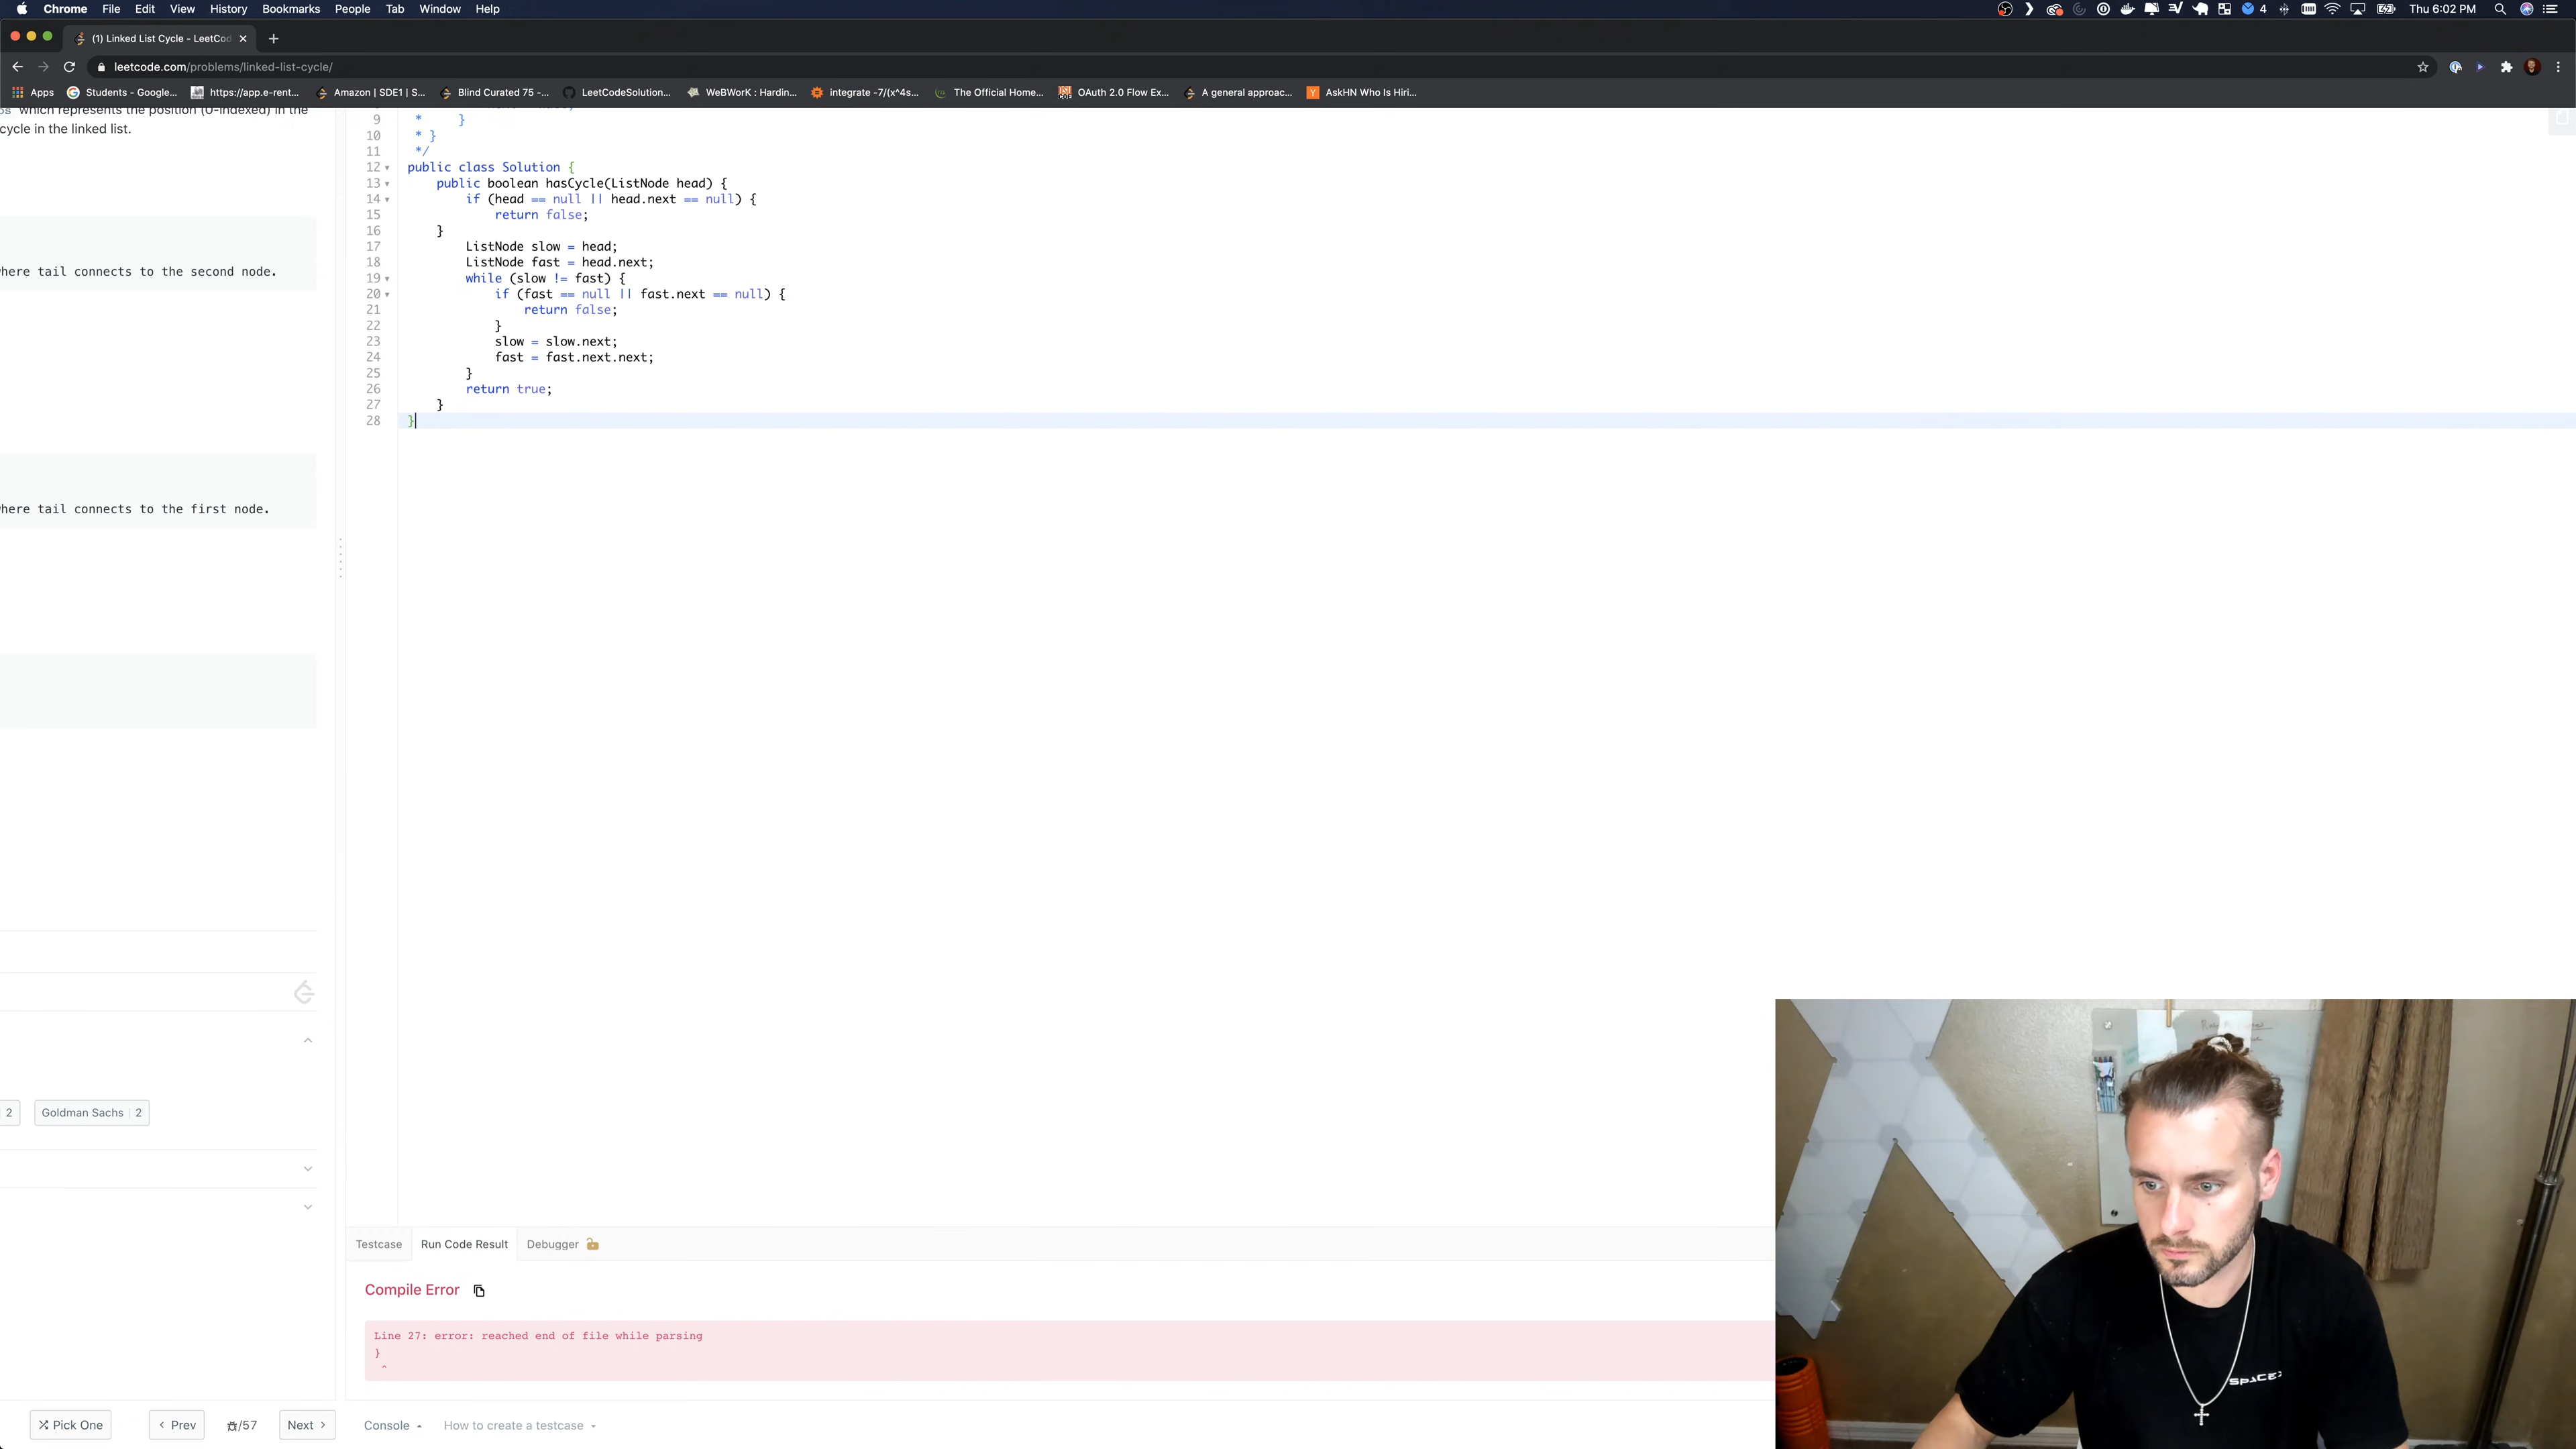 Chrome File Edit View History Bookmarks People Tab Window Help
4 Thu 6:02 PM
(1) Linked List Cycle - LeetCod
leetcode.com/problems/linked-list-cycle/
Apps Students - Google... https://app.e-rent... Amazon | SDE1 | S... Blind Curated 75 -... LeetCodeSolution... WeBWorK : Hardin... integrate -7/(x^4s... The Official Home... OAuth 2.0 Flow Ex... A general approac... AskHN Who Is Hiri...
os which represents the position (0-indexed) in the
cycle in the linked list.
here tail connects to the second node.
here tail connects to the first node.
2 Goldman Sachs 2
Pick One Prev /57 Next
9 * }
10 * }
11 */
12 public class Solution {
13 public boolean hasCycle(ListNode head) {
14 if (head == null || head.next == null) {
15 return false;
16 }
17 ListNode slow = head;
18 ListNode fast = head.next;
19 while (slow != fast) {
20 if (fast == null || fast.next == null) {
21 return false;
22 }
23 slow = slow.next;
24 fast = fast.next.next;
25 }
26 return true;
27 }
28 }
Testcase Run Code Result Debugger
Compile Error
Line 27: error: reached end of file while parsing
}
^
Console How to create a testcase
SPACE